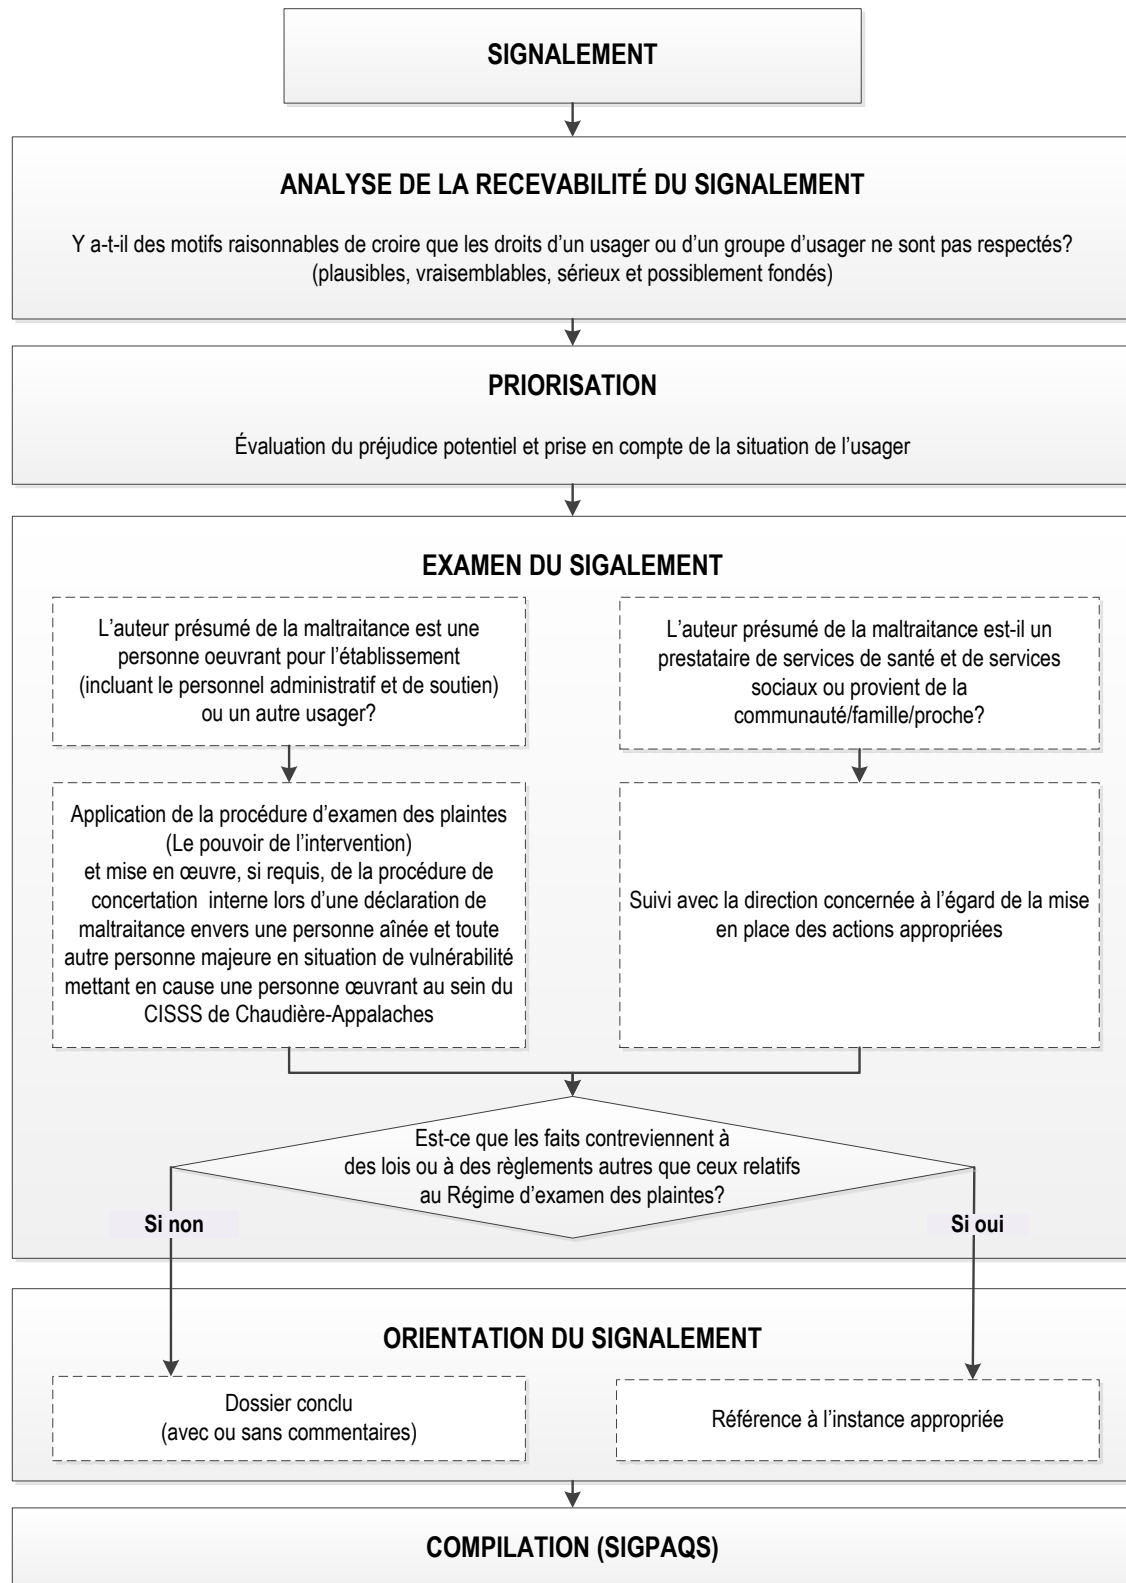 SIGNALEMENT
ANALYSE DE LA RECEVABILITÉ DU SIGNALEMENT
Y a-t-il des motifs raisonnables de croire que les droits d'un usager ou d'un groupe d'usager ne sont pas respectés?
(plausibles, vraisemblables, sérieux et possiblement fondés)
PRIORISATION
Évaluation du préjudice potentiel et prise en compte de la situation de l'usager
EXAMEN DU SIGALEMENT
L'auteur présumé de la maltraitance est une
personne oeuvrant pour l'établissement
(incluant le personnel administratif et de soutien)
ou un autre usager?
L'auteur présumé de la maltraitance est-il un
prestataire de services de santé et de services
sociaux ou provient de la
communauté/famille/proche?
Application de la procédure d'examen des plaintes
(Le pouvoir de l'intervention)
et mise en œuvre, si requis, de la procédure de
concertation interne lors d'une déclaration de
maltraitance envers une personne aînée et toute
autre personne majeure en situation de vulnérabilité
mettant en cause une personne œuvrant au sein du
CISSS de Chaudière-Appalaches
Suivi avec la direction concernée à l'égard de la mise
en place des actions appropriées
Est-ce que les faits contreviennent à
des lois ou à des règlements autres que ceux relatifs
au Régime d'examen des plaintes?
Si non
Si oui
ORIENTATION DU SIGNALEMENT
Dossier conclu
(avec ou sans commentaires)
Référence à l'instance appropriée
COMPILATION (SIGPAQS)